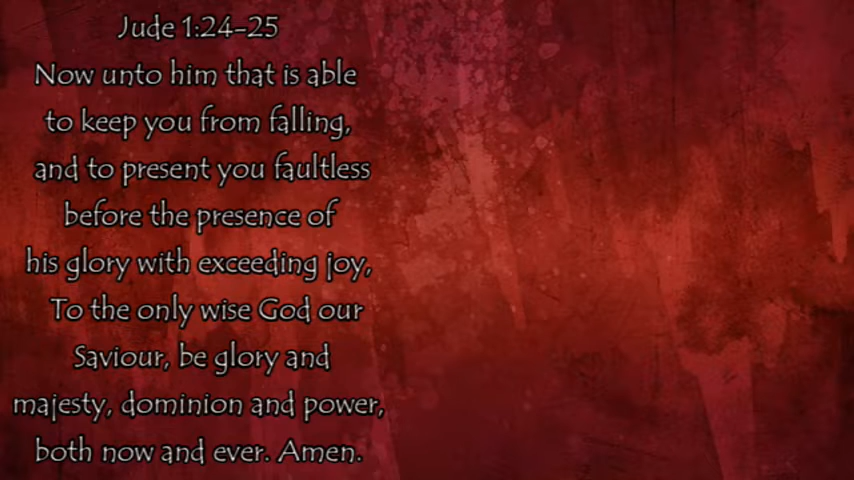 Jude 1:24-25
Now unto him that is able
to keep you from falling,
and to present you faultless
before the presence of
his glory with exceeding joy,
To the only wise God our
Saviour, be glory and
majesty, dominion and power,
both now and ever. Amen.